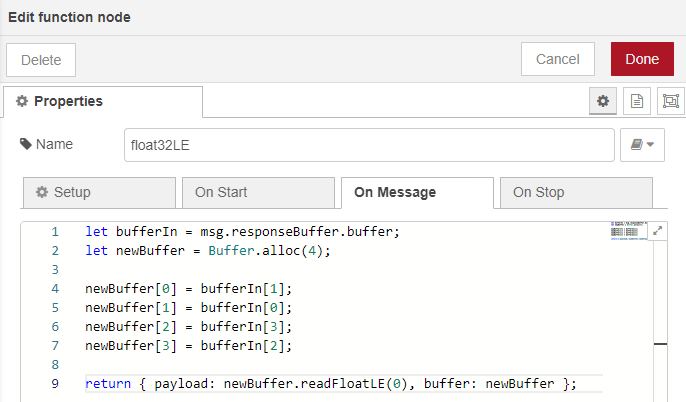 Edit function node
Delete
Cancel
Done
Properties
Name
float32LE
Setup
On Start
On Message
On Stop
1 let bufferIn = msg.responseBuffer.buffer;
2 let newBuffer = Buffer.alloc(4);
3
4 newBuffer[0] = bufferIn[1];
5 newBuffer[1] = bufferIn[0];
6 newBuffer[2] = bufferIn[3];
7 newBuffer[3] = bufferIn[2];
8
9 return { payload: newBuffer.readFloatLE(0), buffer: newBuffer };